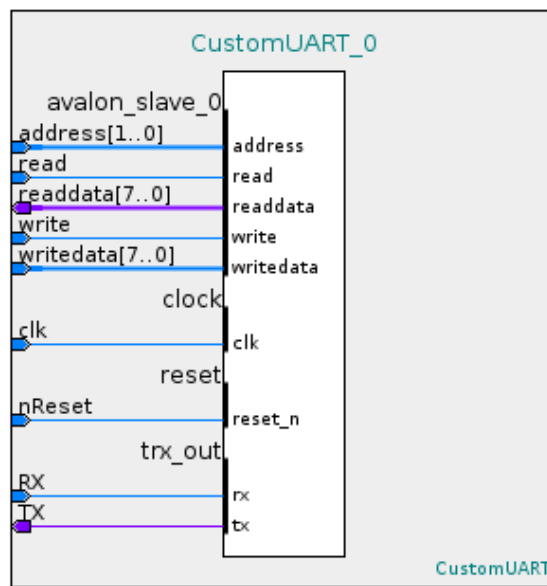 CustomUART_0
avalon_slave_0
address[1..0]
address
read
read
readdata[7..0]
readdata
write
write
writedata[7..0]
writedata
clock
clk
clk
reset
nReset
reset_n
trx_out
RX
rx
TX
tx
CustomUART